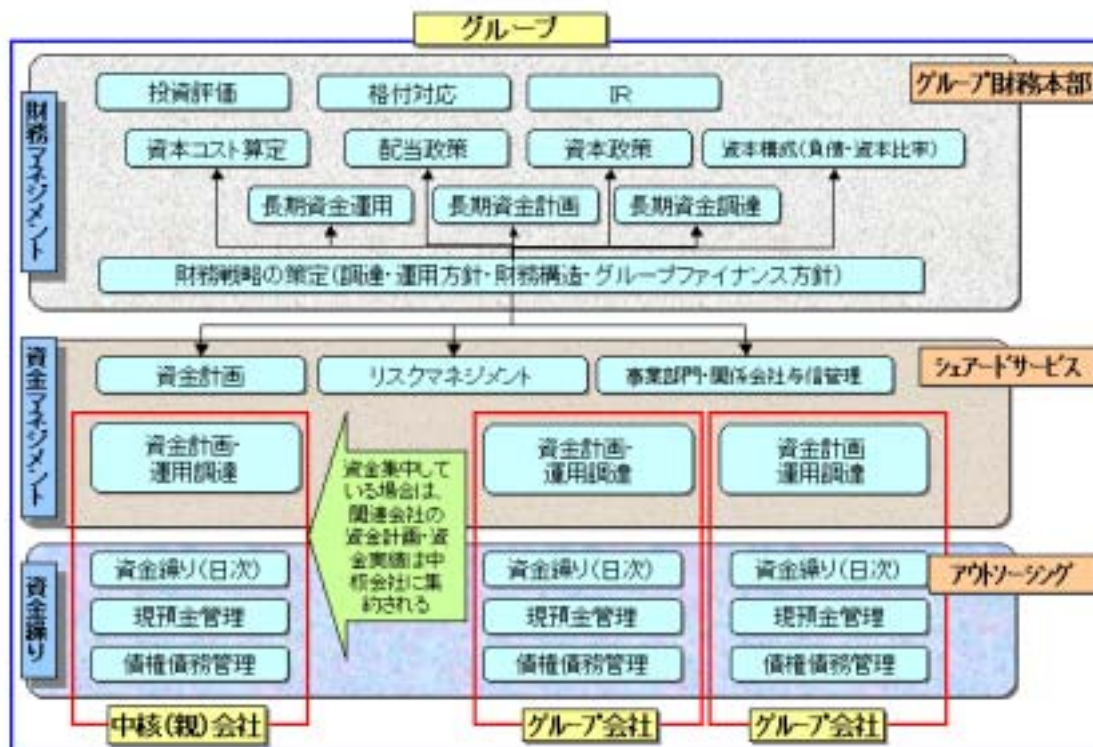 グループ
グループ財務本部
財務マネジメント
投資評価
格付対応
IR
資本コスト算定
配当政策
資本政策
資本構成(負債・資本比率)
長期資金運用
長期資金計画
長期資金調達
財務戦略の策定(調達・運用方針・財務構造・グループファイナンス方針)
資金マネジメント
シェアードサービス
資金計画
リスクマネジメント
事業部門・関係会社与信管理
資金計画・
運用調達
資金集中して
いる場合は、
関連会社の
資金計画・資
金実績は中
核会社に集
約される
資金計画・
運用調達
資金計画
運用調達
資金繰り
アウトソーシング
資金繰り(日次)
資金繰り(日次)
資金繰り(日次)
現預金管理
現預金管理
現預金管理
債権債務管理
債権債務管理
債権債務管理
中核(親)会社
グループ会社
グループ会社